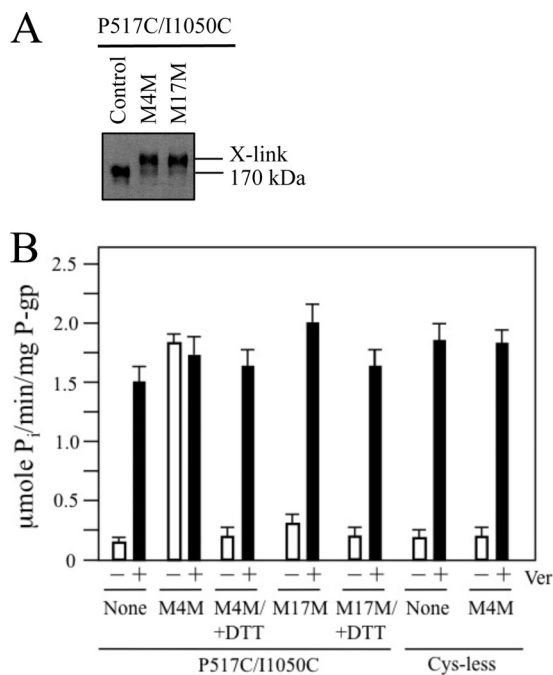 A
P517C/I1050C
Control
M4M
M17M
X-link
170 kDa
B
μmole Pi/min/mg P-gp
2.5
2.0
1.5
1.0
0.5
0
− + − + − + − + − + − + − + Ver
None M4M M4M/ M17M M17M/ None M4M
+DTT +DTT
P517C/I1050C Cys-less